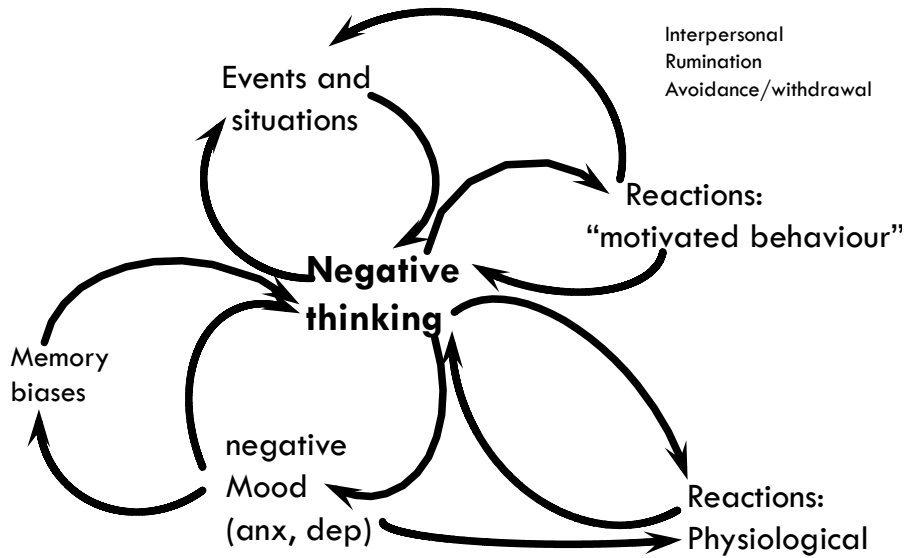 Interpersonal
Rumination
Avoidance/withdrawal
Events and
situations
Reactions:
“motivated behaviour”
Negative
thinking
Memory
biases
negative
Mood
(anx, dep)
Reactions:
Physiological